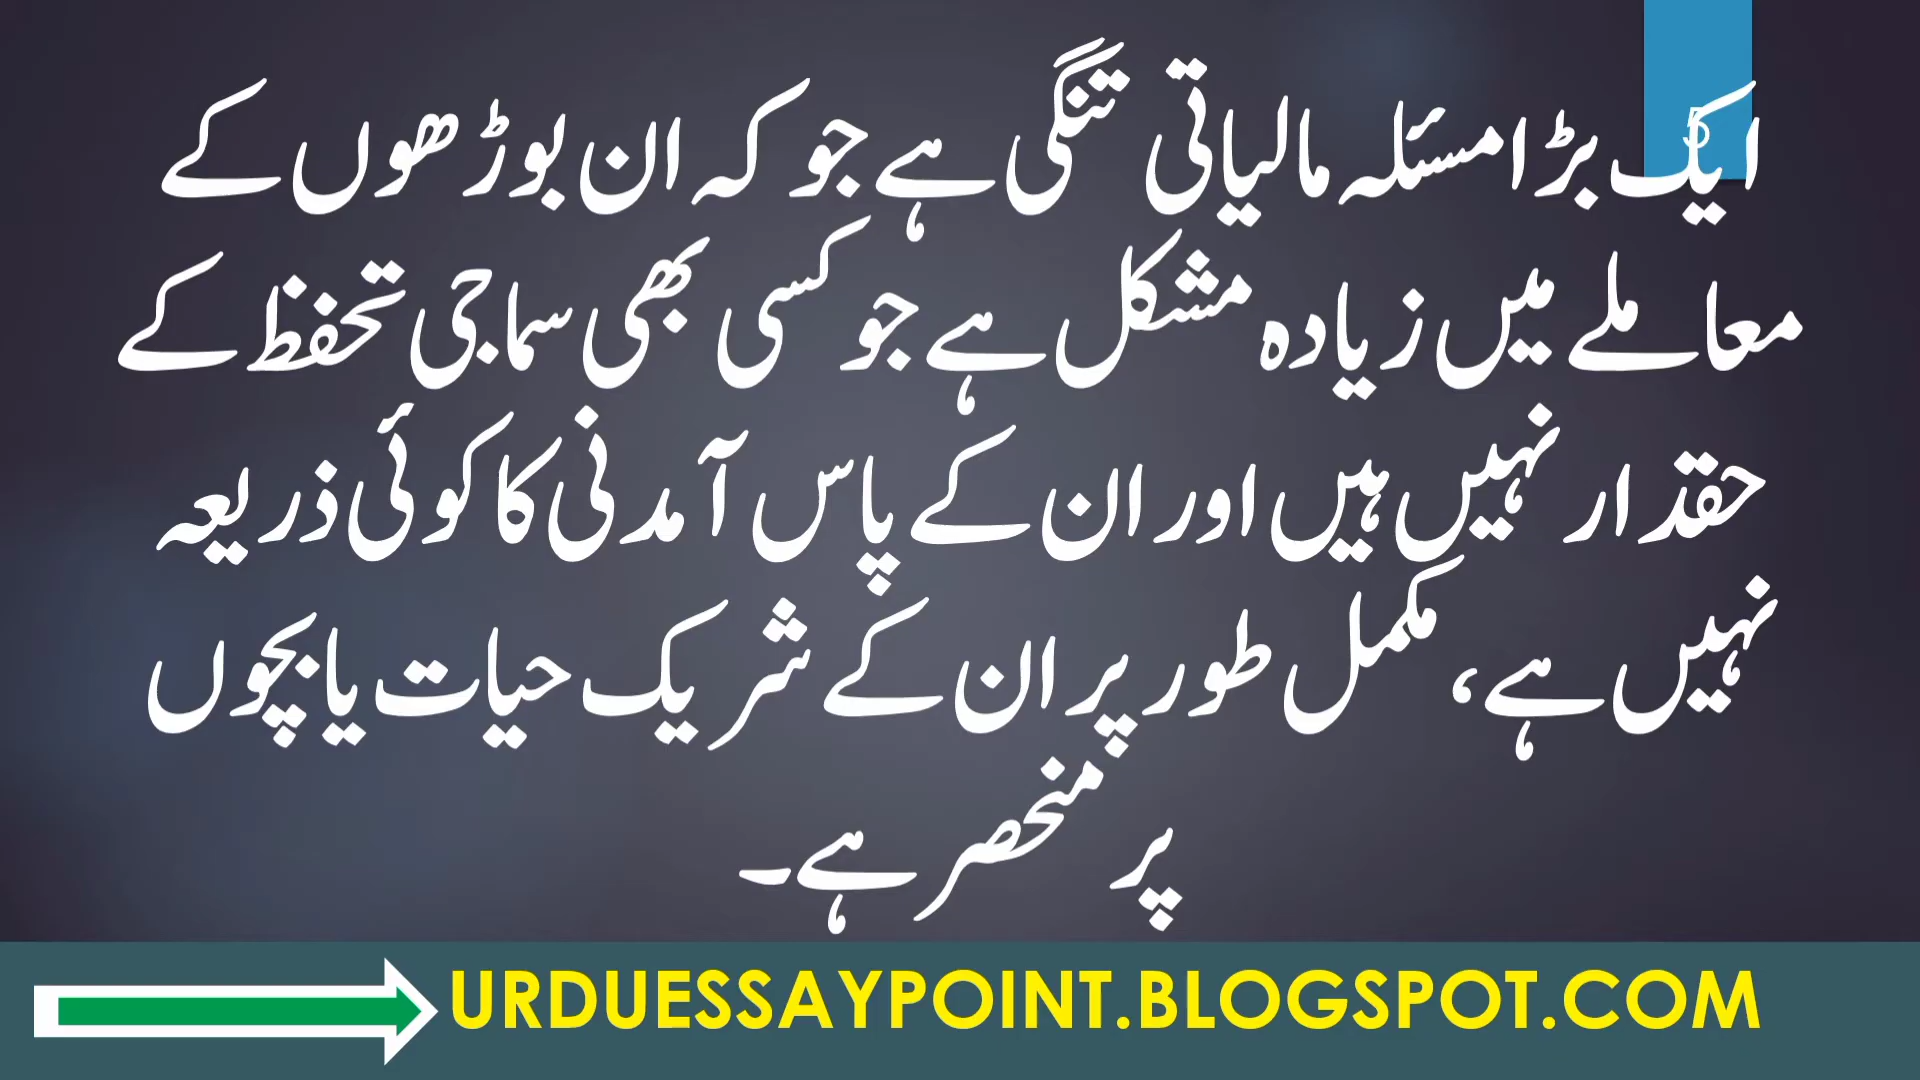 5
ایک بڑا مسئلہ مالیاتی تنگی ہے جو کہ ان بوڑھوں کے
معاملے میں زیادہ مشکل ہے جو کسی بھی سماجی تحفظ کے
حقدار نہیں ہیں اور ان کے پاس آمدنی کا کوئی ذریعہ
نہیں ہے، مکمل طور پر ان کے شریک حیات یا بچوں
پر منحصر ہے۔
URDUESSAYPOINT.BLOGSPOT.COM